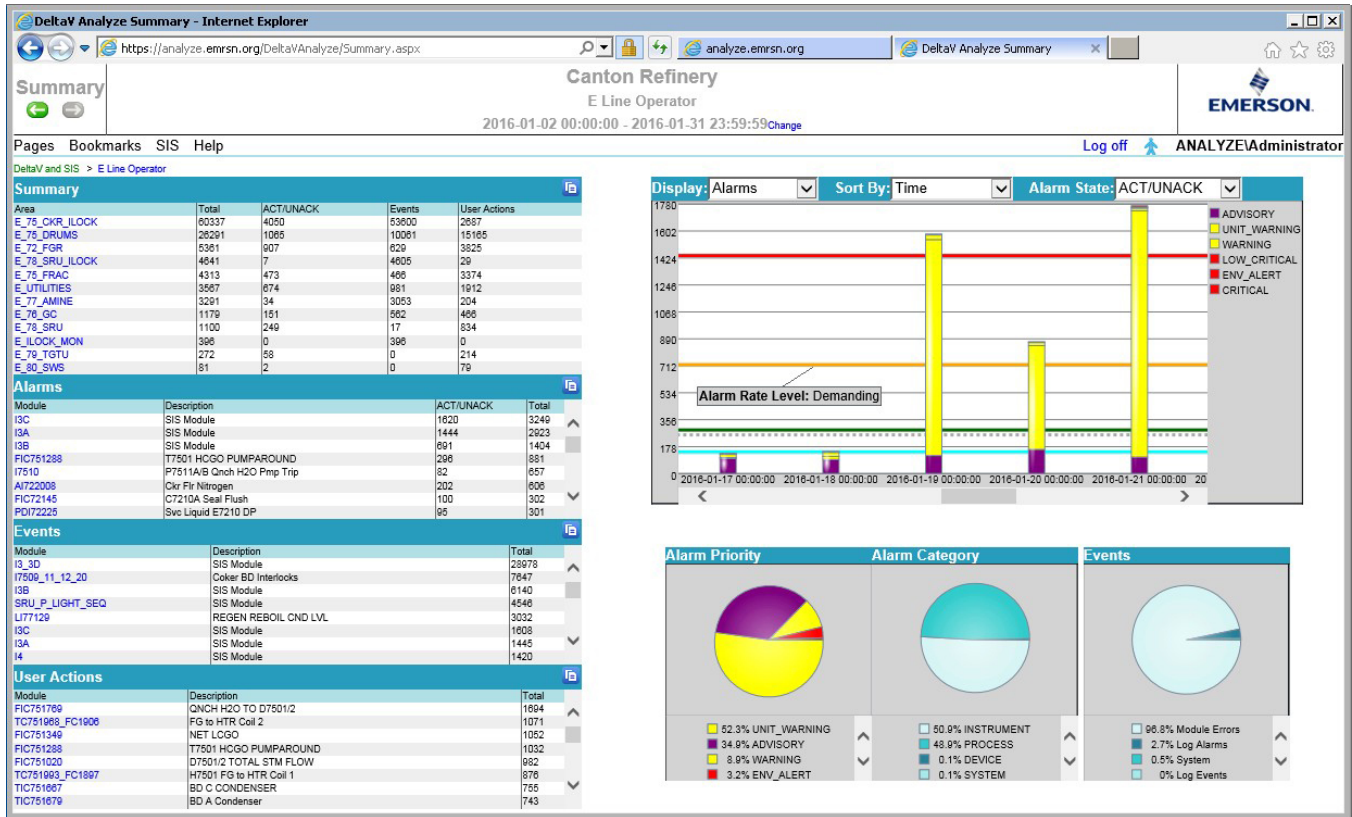 DeltaV Analyze Summary - Internet Explorer
https://analyze.emrsn.org/DeltaVAnalyze/Summary.aspx
analyze.emrsn.org
DeltaV Analyze Summary
Summary
Canton Refinery
E Line Operator
2016-01-02 00:00:00 - 2016-01-31 23:59:59Change
EMERSON.
Pages Bookmarks SIS Help
Log off ANALYZE\Administrator
DeltaV and SIS > E Line Operator
Summary
Area Total ACT/UNACK Events User Actions
E_75_CKR_ILOCK 60337 4050 53600 2687
E_75_DRUMS 26291 1065 10061 15165
E_72_FGR 5361 907 629 3825
E_78_SRU_ILOCK 4641 7 4605 29
E_75_FRAC 4313 473 466 3374
E_UTILITIES 3567 674 981 1912
E_77_AMINE 3291 34 3053 204
E_76_GC 1179 151 562 466
E_78_SRU 1100 249 17 834
E_ILOCK_MON 396 0 396 0
E_79_TGTU 272 58 0 214
E_80_SWS 81 2 0 79
Alarms
Module Description ACT/UNACK Total
I3C SIS Module 1620 3249
I3A SIS Module 1444 2923
I3B SIS Module 691 1404
FIC751288 T7501 HCGO PUMPAROUND 296 881
I7510 P7511A/B Qnch H2O Pmp Trip 82 657
AI722008 Ckr Flr Nitrogen 202 606
FIC72145 C7210A Seal Flush 100 302
PDI72225 Svc Liquid E7210 DP 95 301
Events
Module Description Total
I3_3D SIS Module 28978
I7509_11_12_20 Coker BD Interlocks 7647
I3B SIS Module 6140
SRU_P_LIGHT_SEQ SIS Module 4546
LI77129 REGEN REBOIL CND LVL 3032
I3C SIS Module 1608
I3A SIS Module 1445
I4 SIS Module 1420
User Actions
Module Description Total
FIC751769 QNCH H2O TO D7501/2 1694
TC751968_FC1906 FG to HTR Coil 2 1071
FIC751349 NET LCGO 1052
FIC751288 T7501 HCGO PUMPAROUND 1032
FIC751020 D7501/2 TOTAL STM FLOW 982
TC751993_FC1897 H7501 FG to HTR Coil 1 876
TIC751667 BD C CONDENSER 755
TIC751679 BD A Condenser 743
Display: Alarms Sort By: Time Alarm State: ACT/UNACK
1780
1602
1424
1246
1068
890
712
534
356
178
0
Alarm Rate Level: Demanding
2016-01-17 00:00:00 2016-01-18 00:00:00 2016-01-19 00:00:00 2016-01-20 00:00:00 2016-01-21 00:00:00 20
ADVISORY
UNIT_WARNING
WARNING
LOW_CRITICAL
ENV_ALERT
CRITICAL
Alarm Priority
52.3% UNIT_WARNING
34.9% ADVISORY
8.9% WARNING
3.2% ENV_ALERT
Alarm Category
50.9% INSTRUMENT
48.9% PROCESS
0.1% DEVICE
0.1% SYSTEM
Events
96.8% Module Errors
2.7% Log Alarms
0.5% System
0% Log Events